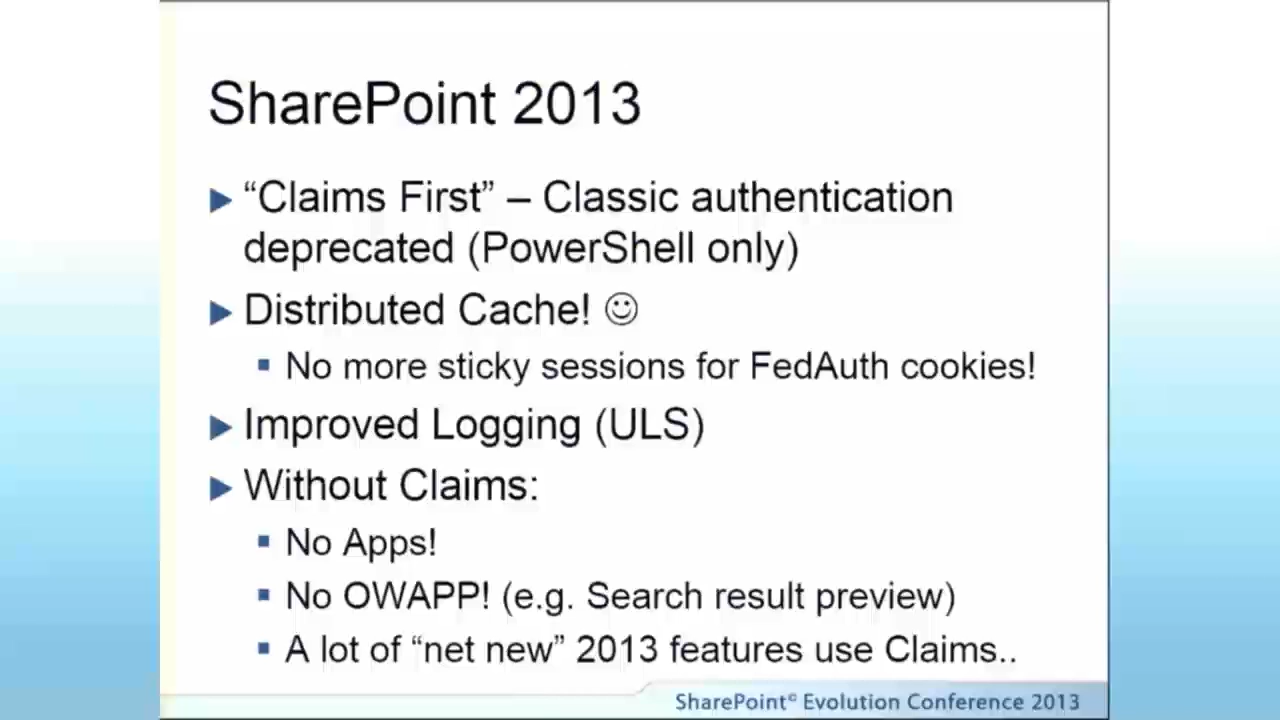 SharePoint 2013
“Claims First” – Classic authentication
deprecated (PowerShell only)
Distributed Cache! ☺
No more sticky sessions for FedAuth cookies!
Improved Logging (ULS)
Without Claims:
No Apps!
No OWAPP! (e.g. Search result preview)
A lot of “net new” 2013 features use Claims..
SharePoint® Evolution Conference 2013